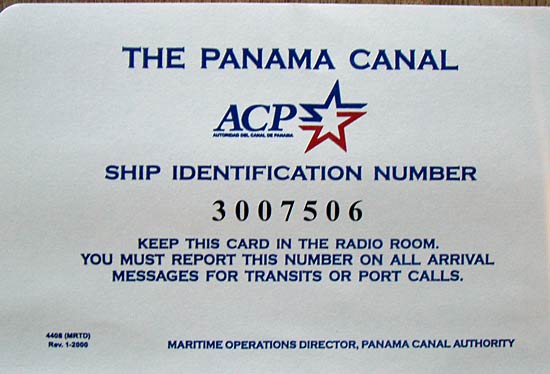 THE PANAMA CANAL
ACP
AUTORIDAD DEL CANAL DE PANAMA
SHIP IDENTIFICATION NUMBER
3007506
KEEP THIS CARD IN THE RADIO ROOM.
YOU MUST REPORT THIS NUMBER ON ALL ARRIVAL
MESSAGES FOR TRANSITS OR PORT CALLS.
4408 (MRTD)
Rev. 1-2000
MARITIME OPERATIONS DIRECTOR, PANAMA CANAL AUTHORITY